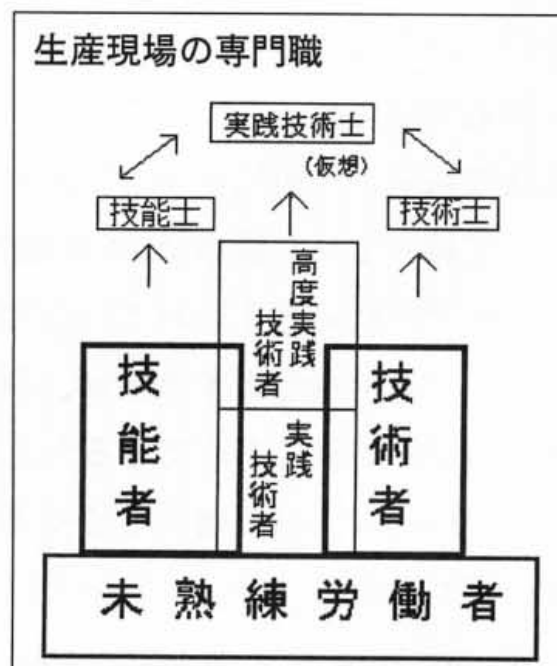 生産現場の専門職
実践技術士
(仮想)
技能士
技術士
高度実践
技術者
技能者
技術者
実践
技術者
未熟練労働者